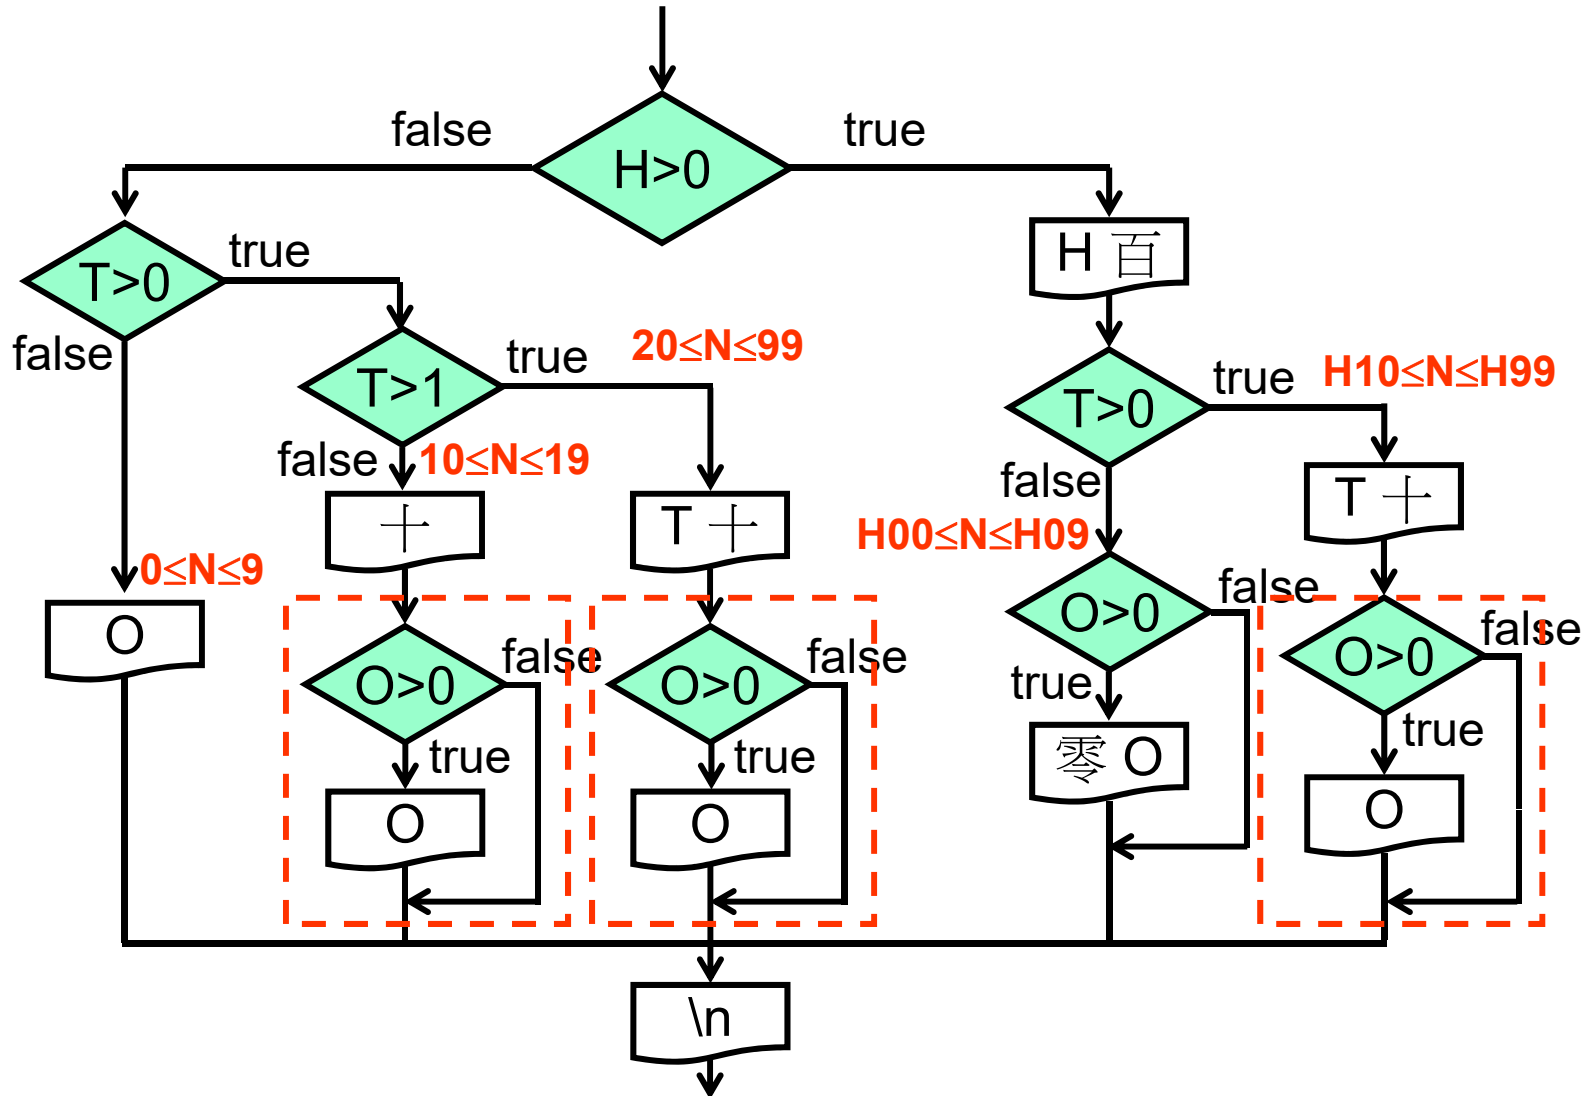 false
true
H>0
T>0
true
false
H 百
T>1
true
20≤N≤99
T>0
true
H10≤N≤H99
false
10≤N≤19
false
十
T 十
T 十
H00≤N≤H09
0≤N≤9
O
O>0
false
true
O
O>0
false
true
O
O>0
false
true
零 O
O>0
false
true
O
\n